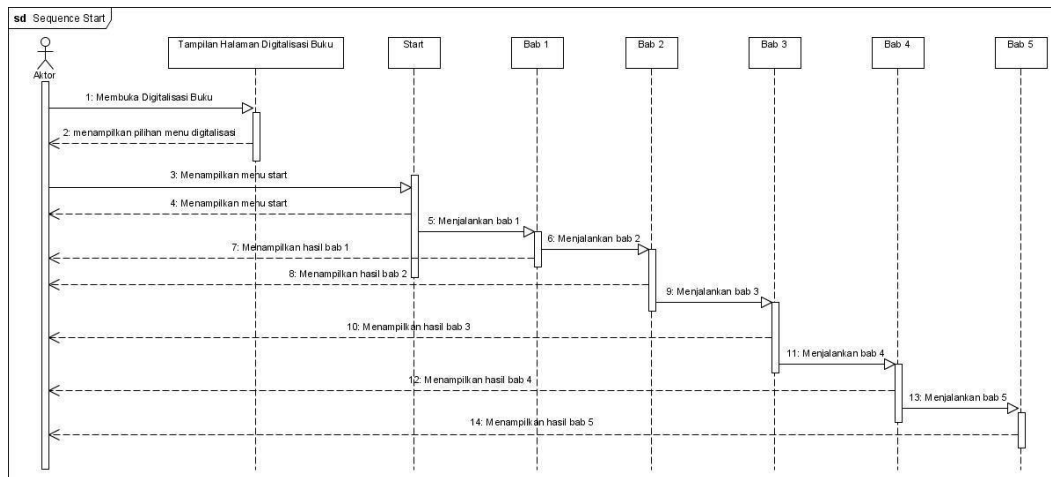 sd Sequence Start
Tampilan Halaman Digitalisasi Buku
Start
Bab 1
Bab 2
Bab 3
Bab 4
Bab 5
Aktor
1: Membuka Digitalisasi Buku
2: menampilkan pilihan menu digitalisasi
3: Menampilkan menu start
4: Menampilkan menu start
5: Menjalankan bab 1
6: Menjalankan bab 2
7: Menampilkan hasil bab 1
8: Menampilkan hasil bab 2
9: Menjalankan bab 3
10: Menampilkan hasil bab 3
11: Menjalankan bab 4
12: Menampilkan hasil bab 4
13: Menjalankan bab 5
14: Menampilkan hasil bab 5